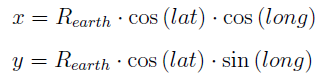 x = R_earth · cos (lat) · cos (long)
y = R_earth · cos (lat) · sin (long)